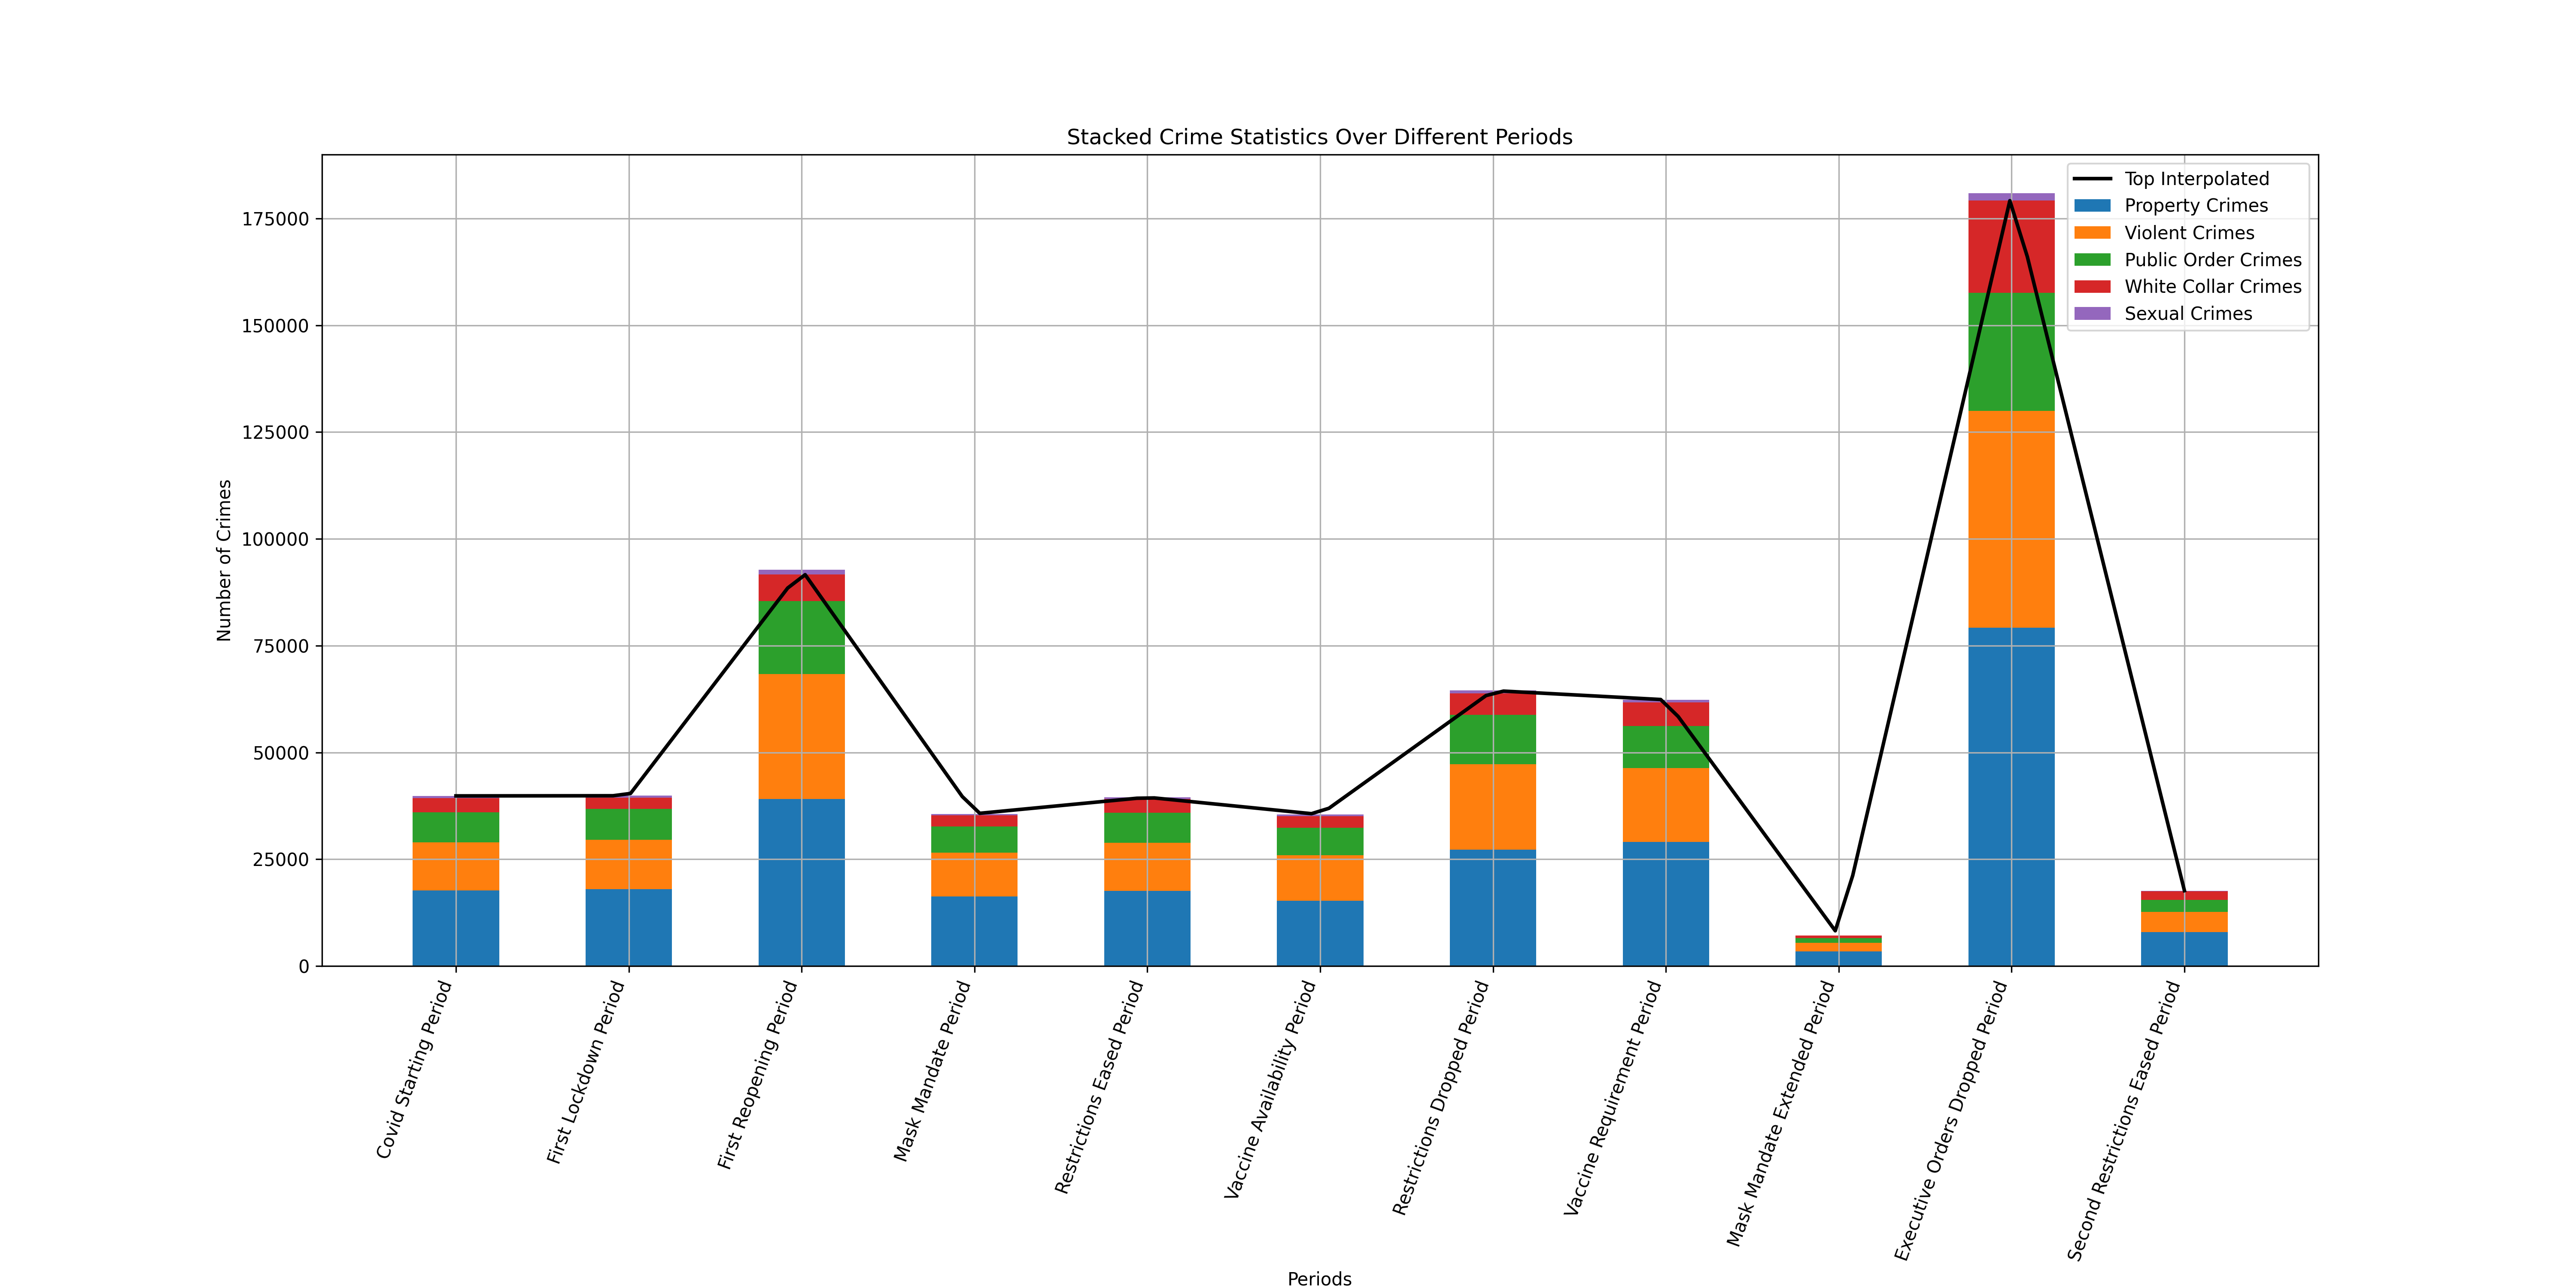 Stacked Crime Statistics Over Different Periods
Top Interpolated
Property Crimes
Violent Crimes
Public Order Crimes
White Collar Crimes
Sexual Crimes
Number of Crimes
175000
150000
125000
100000
75000
50000
25000
0
Covid Starting Period
First Lockdown Period
First Reopening Period
Mask Mandate Period
Restrictions Eased Period
Vaccine Availability Period
Restrictions Dropped Period
Vaccine Requirement Period
Mask Mandate Extended Period
Executive Orders Dropped Period
Second Restrictions Eased Period
Periods